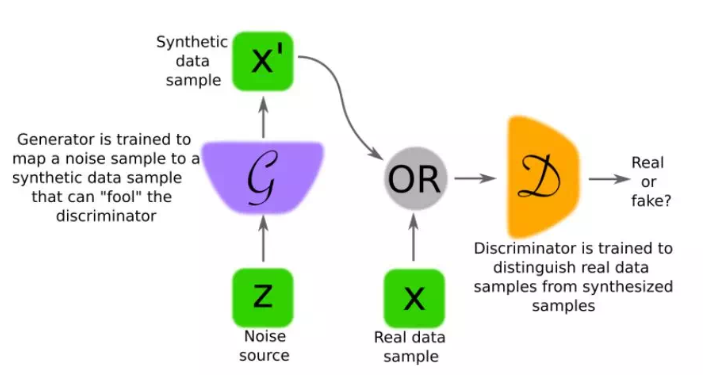 Synthetic
data
sample
x'
Generator is trained to
map a noise sample to a
synthetic data sample
that can "fool" the
discriminator
G
OR
D
Real
or
fake?
Discriminator is trained to
distinguish real data
samples from synthesized
samples
z
Noise
source
x
Real data
sample